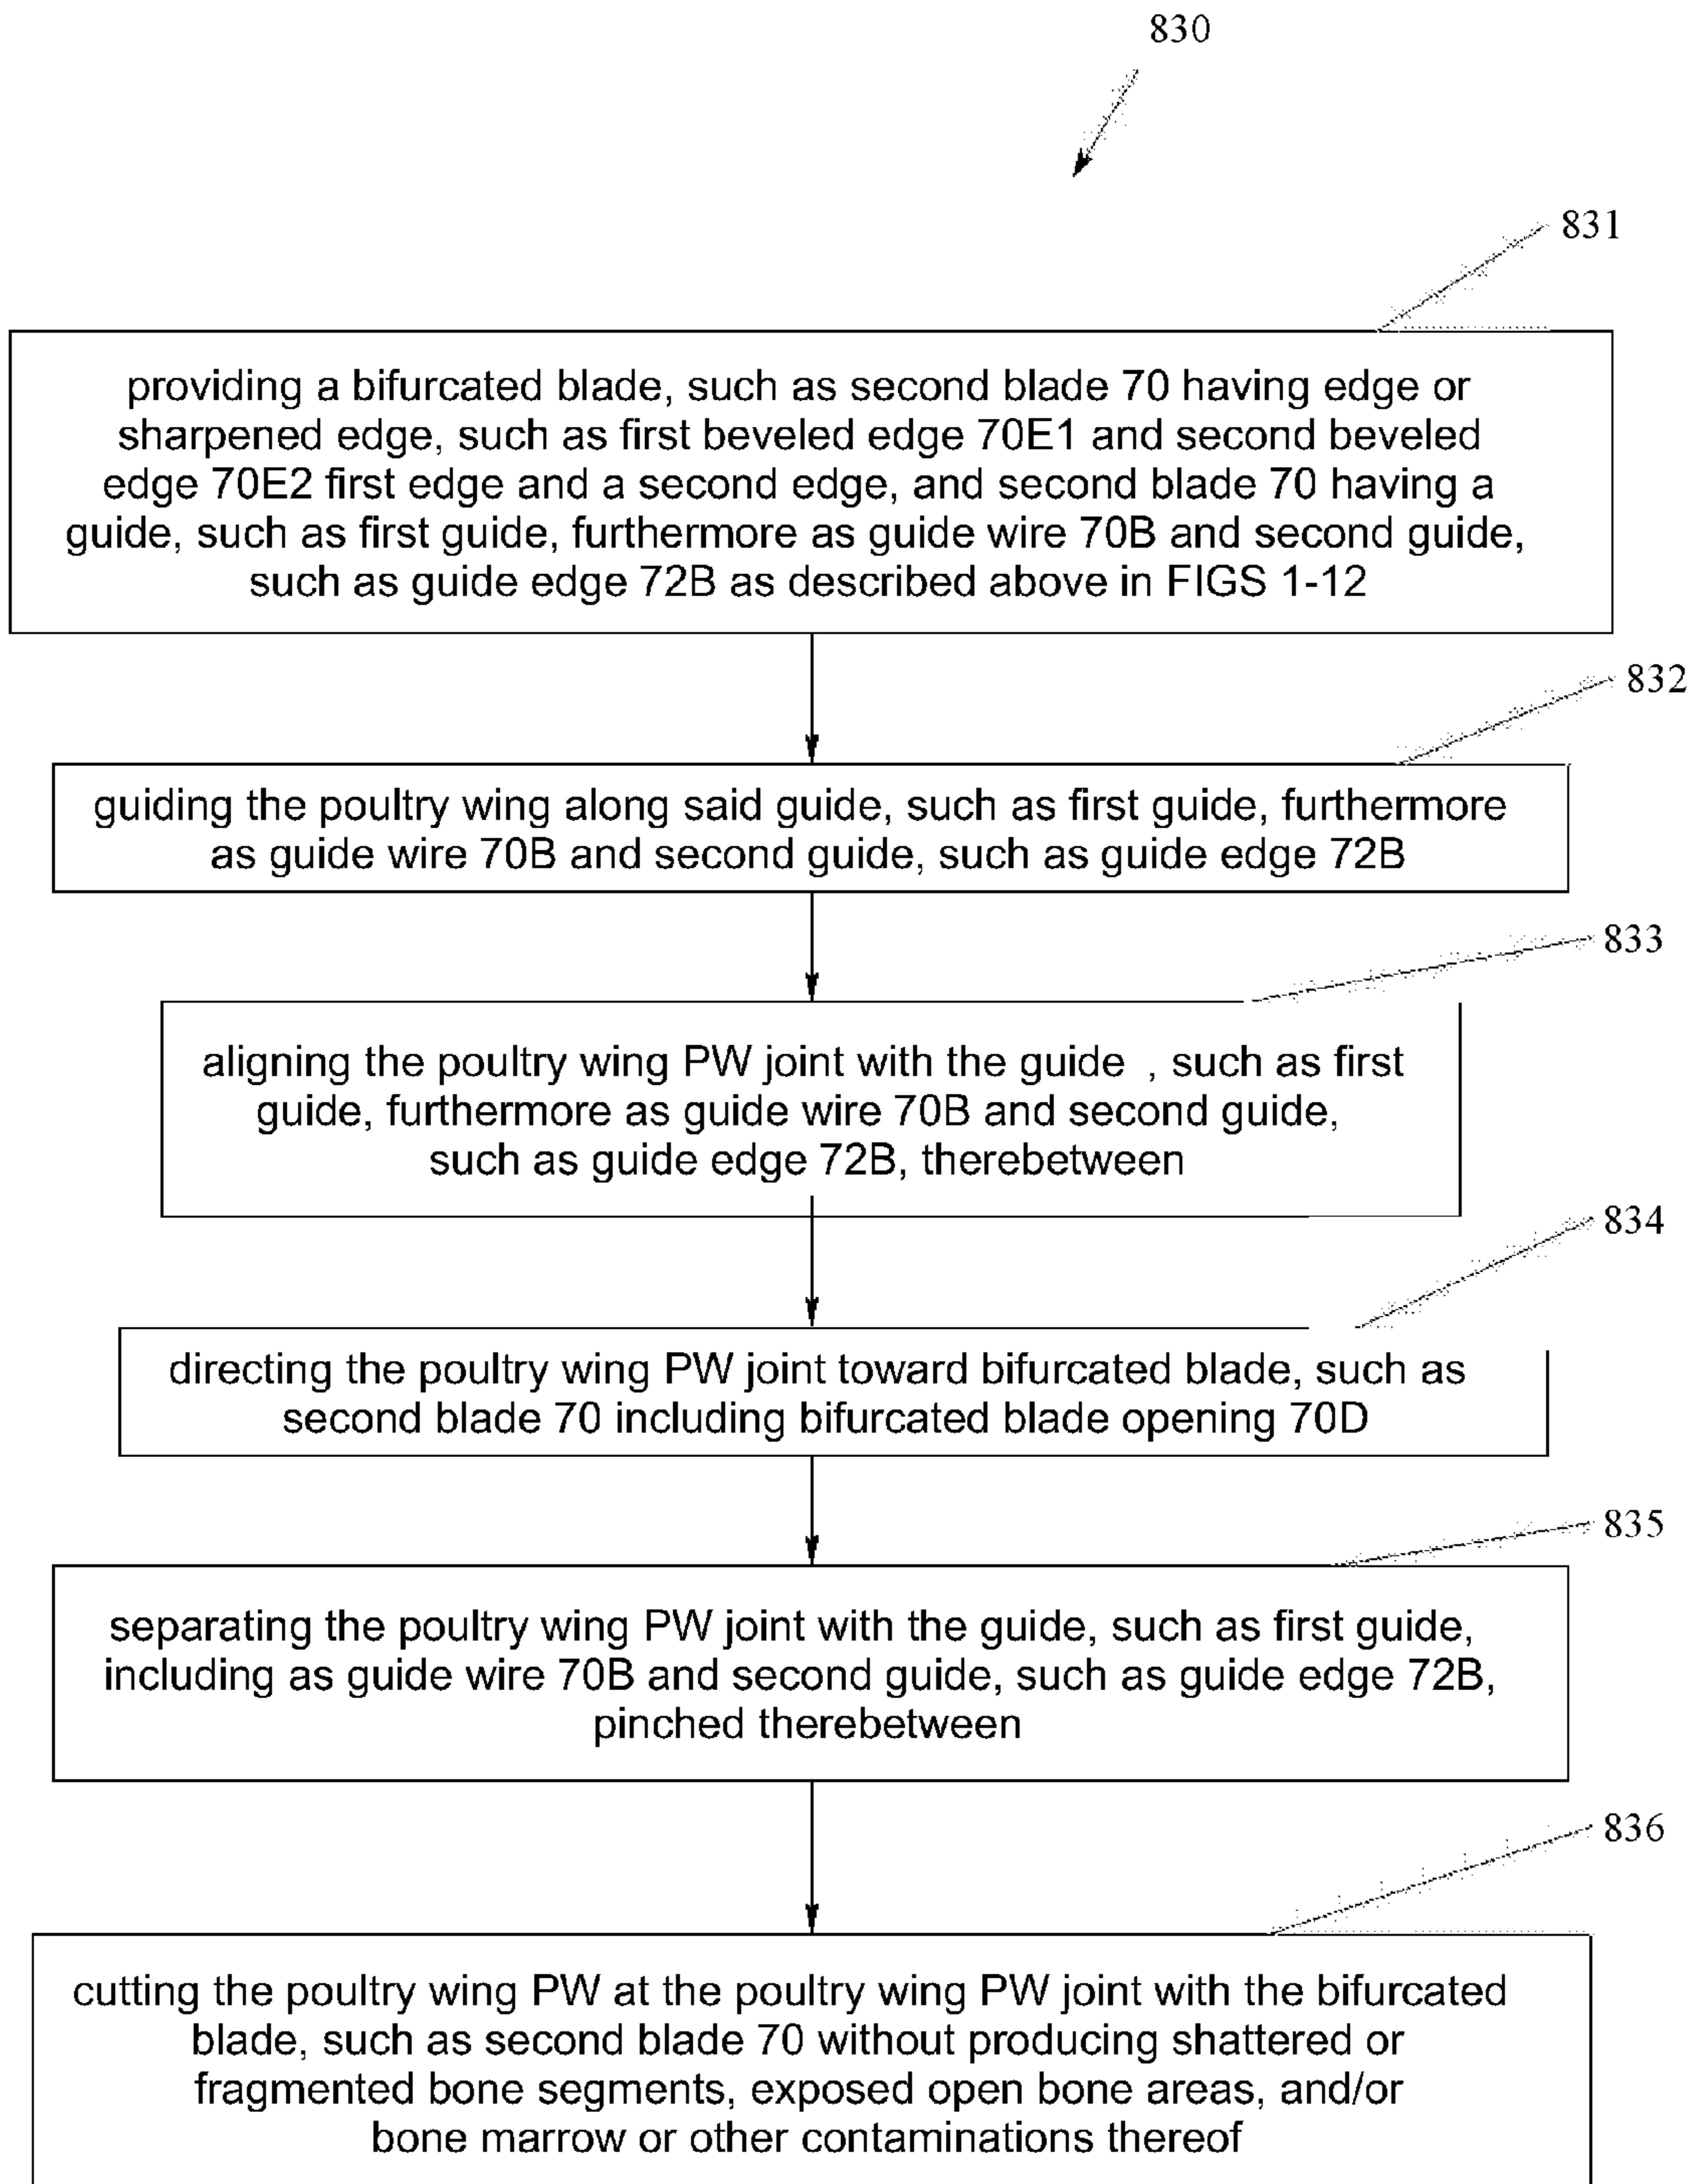 830
831
providing a bifurcated blade, such as second blade 70 having edge or
sharpened edge, such as first beveled edge 70E1 and second beveled
edge 70E2 first edge and a second edge, and second blade 70 having a
guide, such as first guide, furthermore as guide wire 70B and second guide,
such as guide edge 72B as described above in FIGS 1-12
832
guiding the poultry wing along said guide, such as first guide, furthermore
as guide wire 70B and second guide, such as guide edge 72B
833
aligning the poultry wing PW joint with the guide , such as first
guide, furthermore as guide wire 70B and second guide,
such as guide edge 72B, therebetween
834
directing the poultry wing PW joint toward bifurcated blade, such as
second blade 70 including bifurcated blade opening 70D
835
separating the poultry wing PW joint with the guide, such as first guide,
including as guide wire 70B and second guide, such as guide edge 72B,
pinched therebetween
836
cutting the poultry wing PW at the poultry wing PW joint with the bifurcated
blade, such as second blade 70 without producing shattered or
fragmented bone segments, exposed open bone areas, and/or
bone marrow or other contaminations thereof